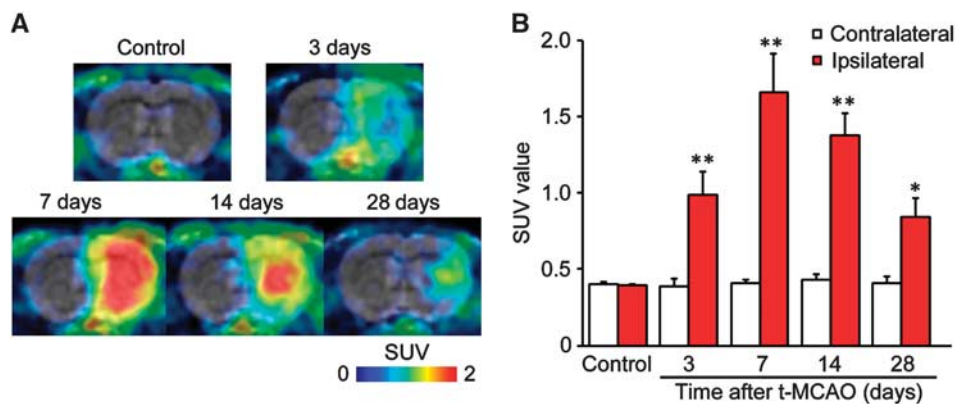 A
Control
3 days
7 days
14 days
28 days
SUV
0
2
B
Contralateral
Ipsilateral
SUV value
2.0
1.5
1.0
0.5
0
**
**
**
*
Control
3
7
14
28
Time after t-MCAO (days)